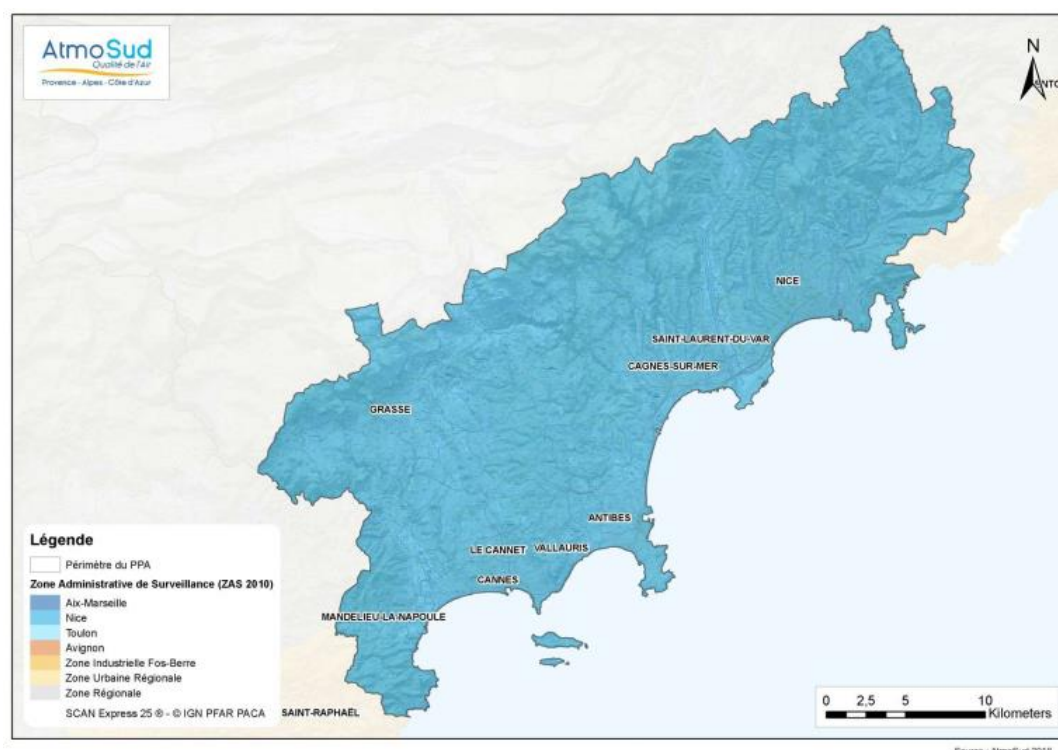 AtmoSud
Qualité de l'Air
Provence - Alpes - Côte d'Azur
N
NICE
SAINT-LAURENT-DU-VAR
CAGNES-SUR-MER
GRASSE
ANTIBES
LE CANNET
VALLAURIS
CANNES
MANDELIEU-LA-NAPOULE
SAINT-RAPHAËL
Légende
Périmètre du PPA
Zone Administrative de Surveillance (ZAS 2010)
Aix-Marseille
Nice
Toulon
Avignon
Zone Industrielle Fos-Berre
Zone Urbaine Régionale
Zone Régionale
SCAN Express 25 ® - © IGN PFAR PACA
0 2,5 5 10
Kilometers